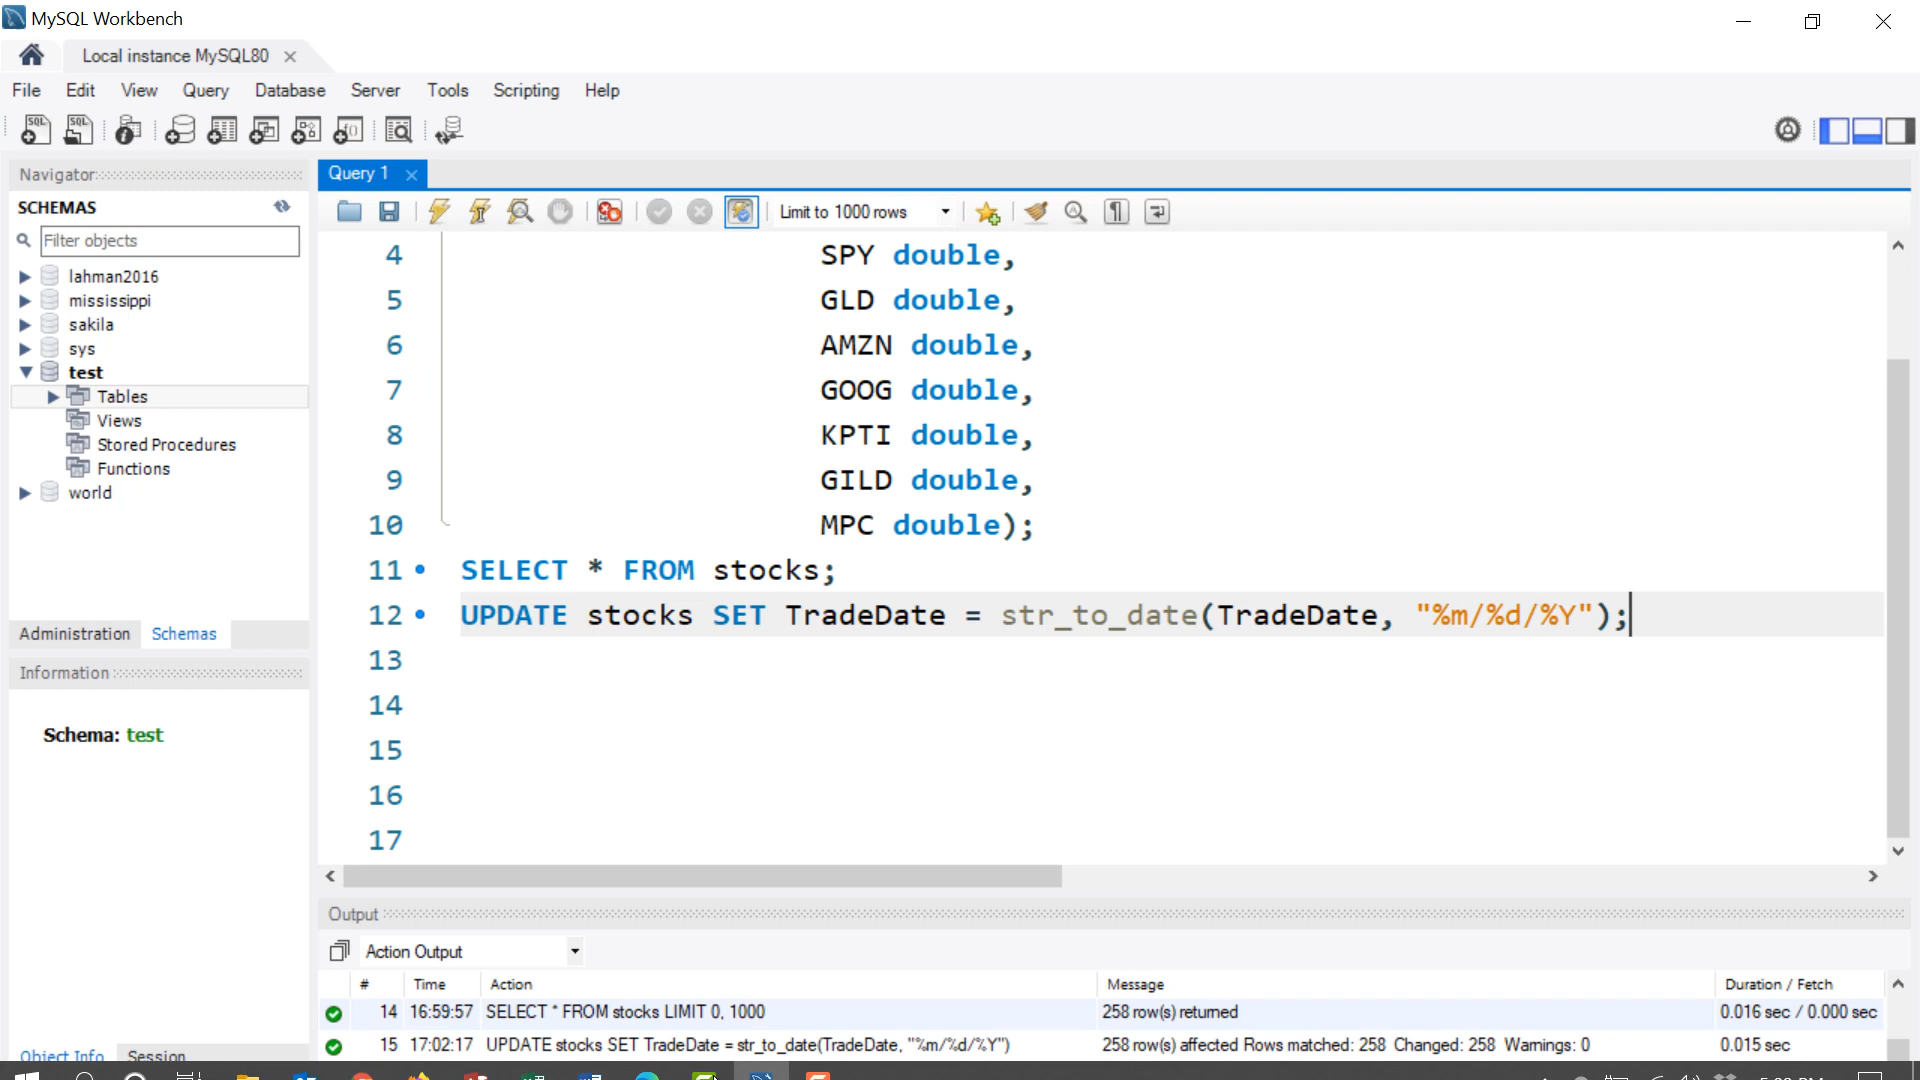 MySQL Workbench
Local instance MySQL80
File Edit View Query Database Server Tools Scripting Help
Navigator
SCHEMAS
Filter objects
lahman2016
mississippi
sakila
sys
test
Tables
Views
Stored Procedures
Functions
world
Administration Schemas
Information
Schema: test
Object Info Session
Query 1
Limit to 1000 rows
4 SPY double,
5 GLD double,
6 AMZN double,
7 GOOG double,
8 KPTI double,
9 GILD double,
10 MPC double);
11 SELECT * FROM stocks;
12 UPDATE stocks SET TradeDate = str_to_date(TradeDate, "%m/%d/%Y");
13
14
15
16
17
Output
Action Output
# Time Action Message Duration / Fetch
14 16:59:57 SELECT * FROM stocks LIMIT 0, 1000 258 row(s) returned 0.016 sec / 0.000 sec
15 17:02:17 UPDATE stocks SET TradeDate = str_to_date(TradeDate, "%m/%d/%Y") 258 row(s) affected Rows matched: 258 Changed: 258 Warnings: 0 0.015 sec